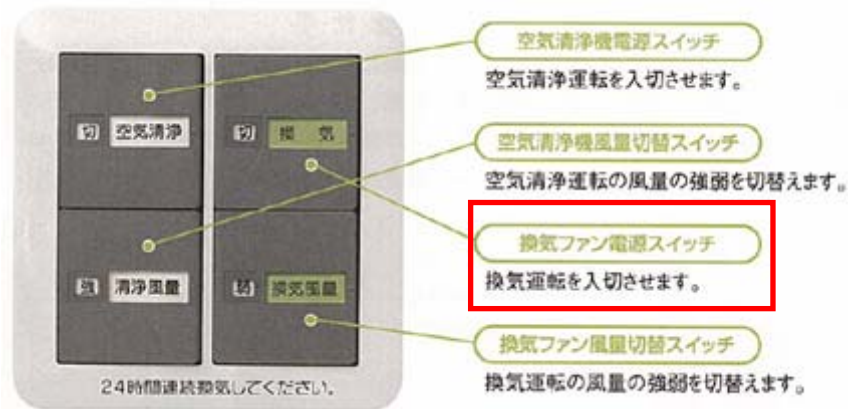 切 空気清浄
切 換気
強 清浄風量
弱 換気風量
24時間連続換気してください。
空気清浄機電源スイッチ
空気清浄運転を入切させます。
空気清浄機風量切替スイッチ
空気清浄運転の風量の強弱を切替えます。
換気ファン電源スイッチ
換気運転を入切させます。
換気ファン風量切替スイッチ
換気運転の風量の強弱を切替えます。